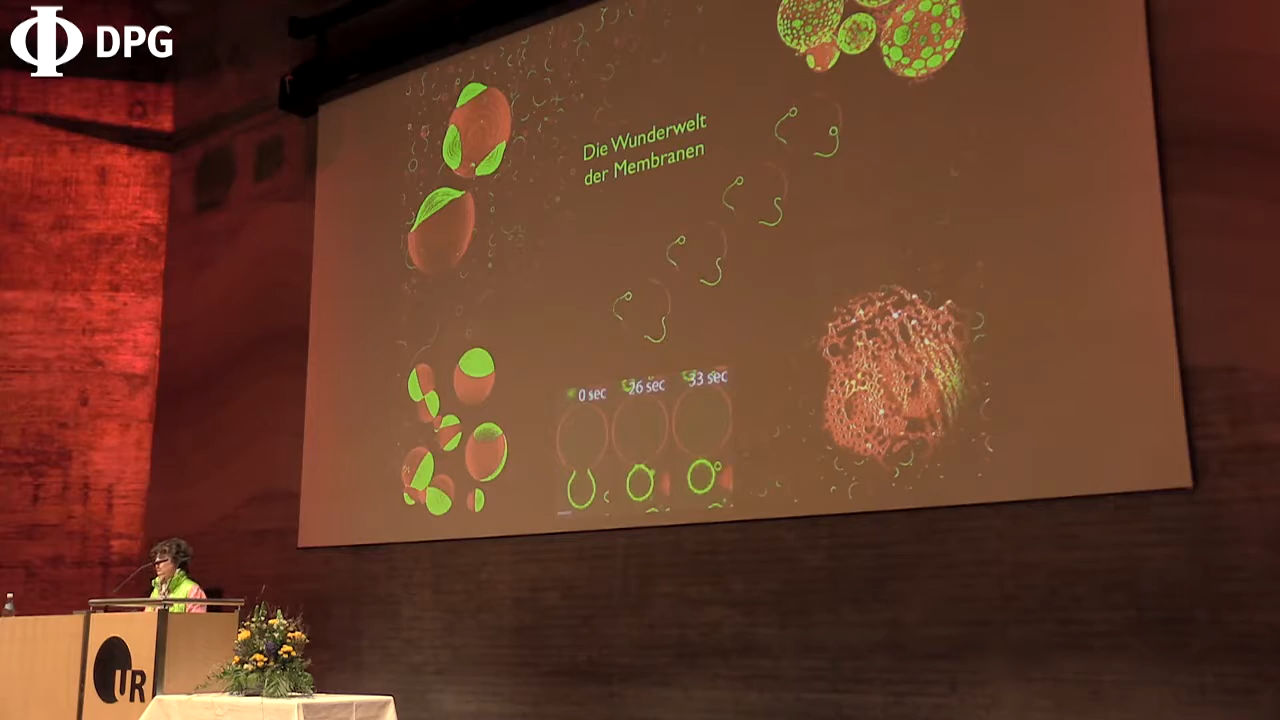 DPG
Die Wunderwelt
der Membranen
0 sec
26 sec
33 sec
UR